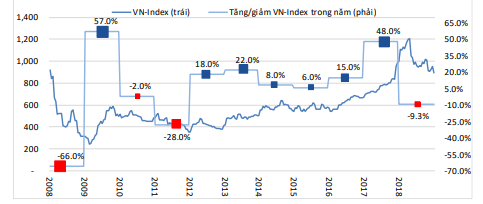 VN-Index (trái) Tăng/giảm VN-Index trong năm (phải)
1,400 65.0%
1,200 57.0% 48.0% 50.0%
1,000 35.0%
800 18.0% 22.0% 15.0% 20.0%
600 -2.0% 8.0% 6.0% 5.0%
400 -10.0%
200 -28.0% -9.3% -25.0%
- -66.0% -40.0%
-55.0%
-70.0%
2008 2009 2010 2011 2012 2013 2014 2015 2016 2017 2018